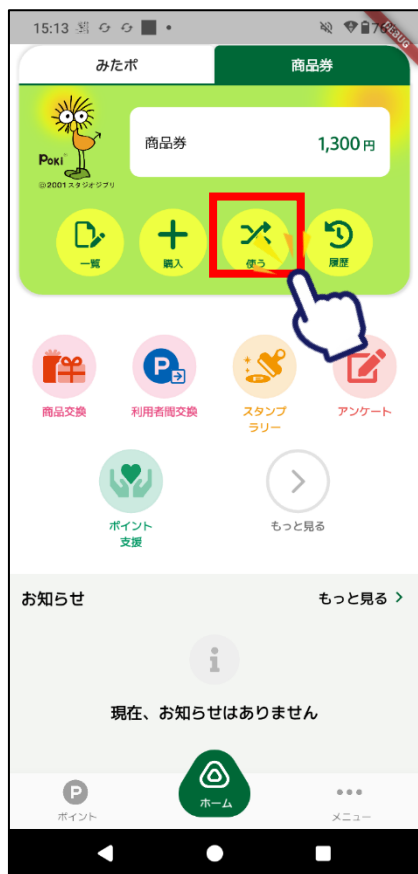 15:13
76
DEBUG
みたポ
商品券
POKI
©2001スタジオジブリ
商品券
1,300 円
一覧
購入
使う
履歴
商品交換
利用者間交換
スタンプ
ラリー
アンケート
ポイント
支援
もっと見る
お知らせ
もっと見る
現在、お知らせはありません
ポイント
ホーム
メニュー